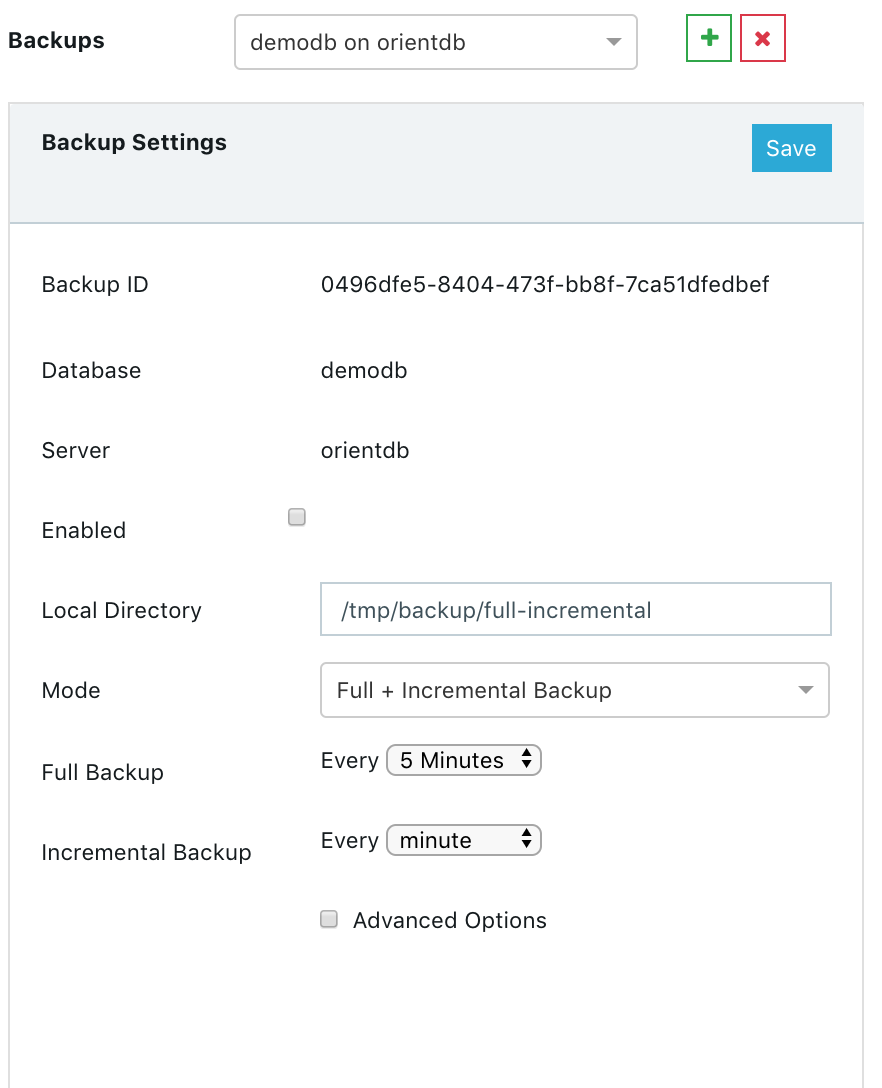 Backups demodb on orientdb
Backup Settings Save
Backup ID 0496dfe5-8404-473f-bb8f-7ca51dfedbef
Database demodb
Server orientdb
Enabled
Local Directory /tmp/backup/full-incremental
Mode Full + Incremental Backup
Full Backup Every 5 Minutes
Incremental Backup Every minute
Advanced Options